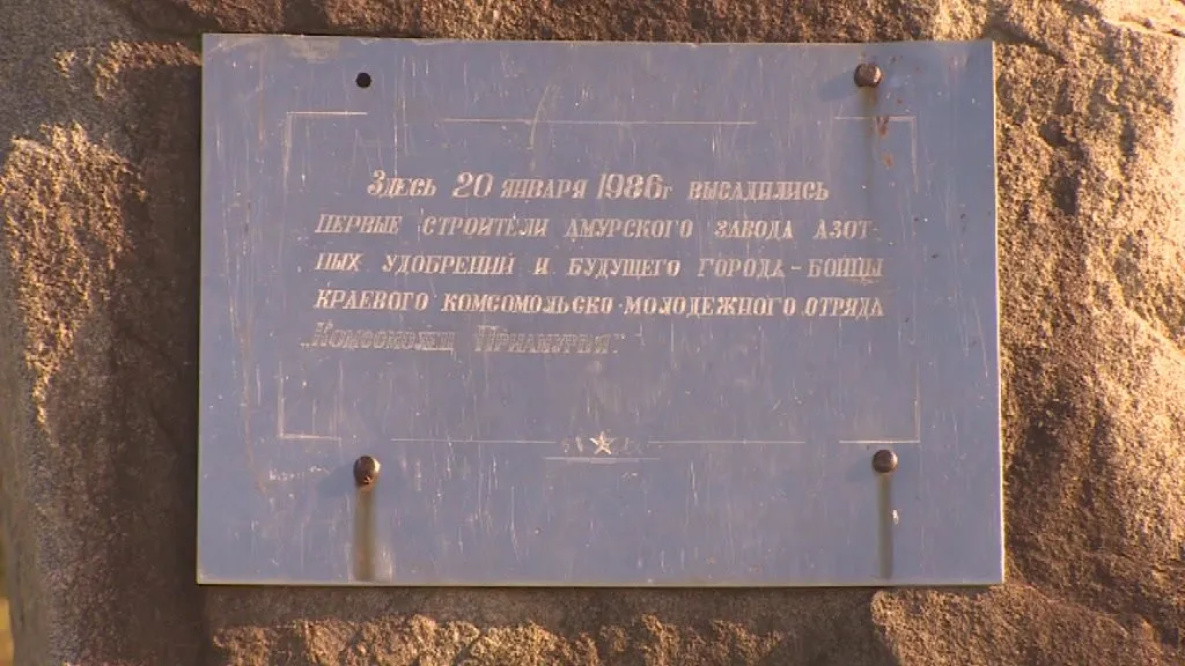 Здесь 20 января 1986г высадились
первые строители Амурского завода азот-
ных удобрений и будущего города - бойцы
краевого комсомольско-молодежного отряда
„Комсомолец Приамурья"